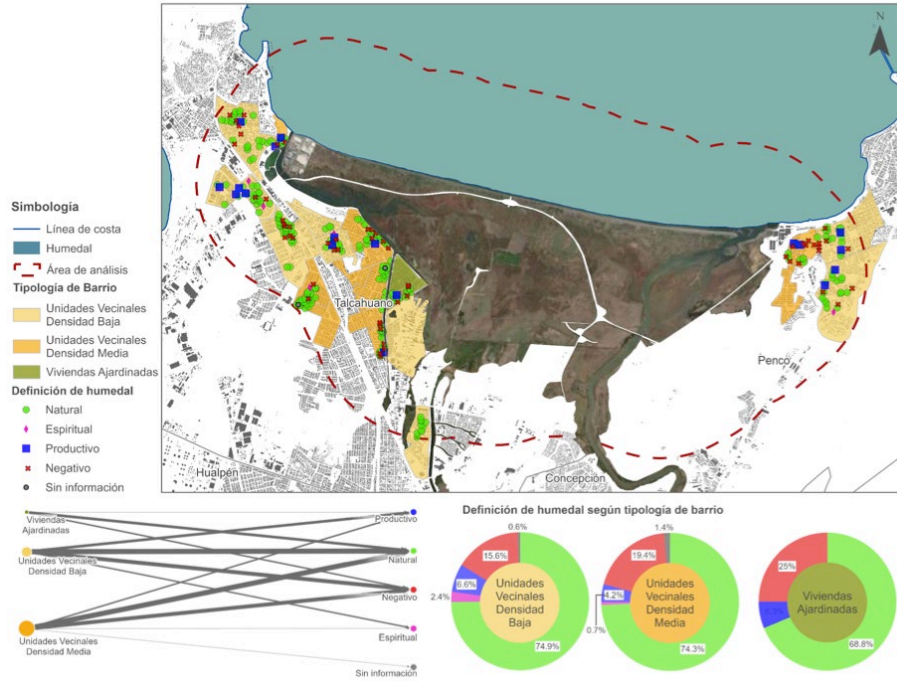 N
Simbología
Línea de costa
Humedal
Área de análisis
Tipología de Barrio
Unidades Vecinales
Densidad Baja
Unidades Vecinales
Densidad Media
Viviendas Ajardinadas
Definición de humedal
Natural
Espiritual
Productivo
Negativo
Sin información
Talcahuano
Penco
Hualpén
Concepción
Viviendas
Ajardinadas
Unidades Vecinales
Densidad Baja
Unidades Vecinales
Densidad Media
Productivo
Natural
Negativo
Espiritual
Sin información
Definición de humedal según tipología de barrio
0.6%
15.6%
6.6%
2.4%
74.9%
Unidades
Vecinales
Densidad
Baja
1.4%
19.4%
4.2%
0.7%
74.3%
Unidades
Vecinales
Densidad
Media
25%
68.8%
Viviendas
Ajardinadas